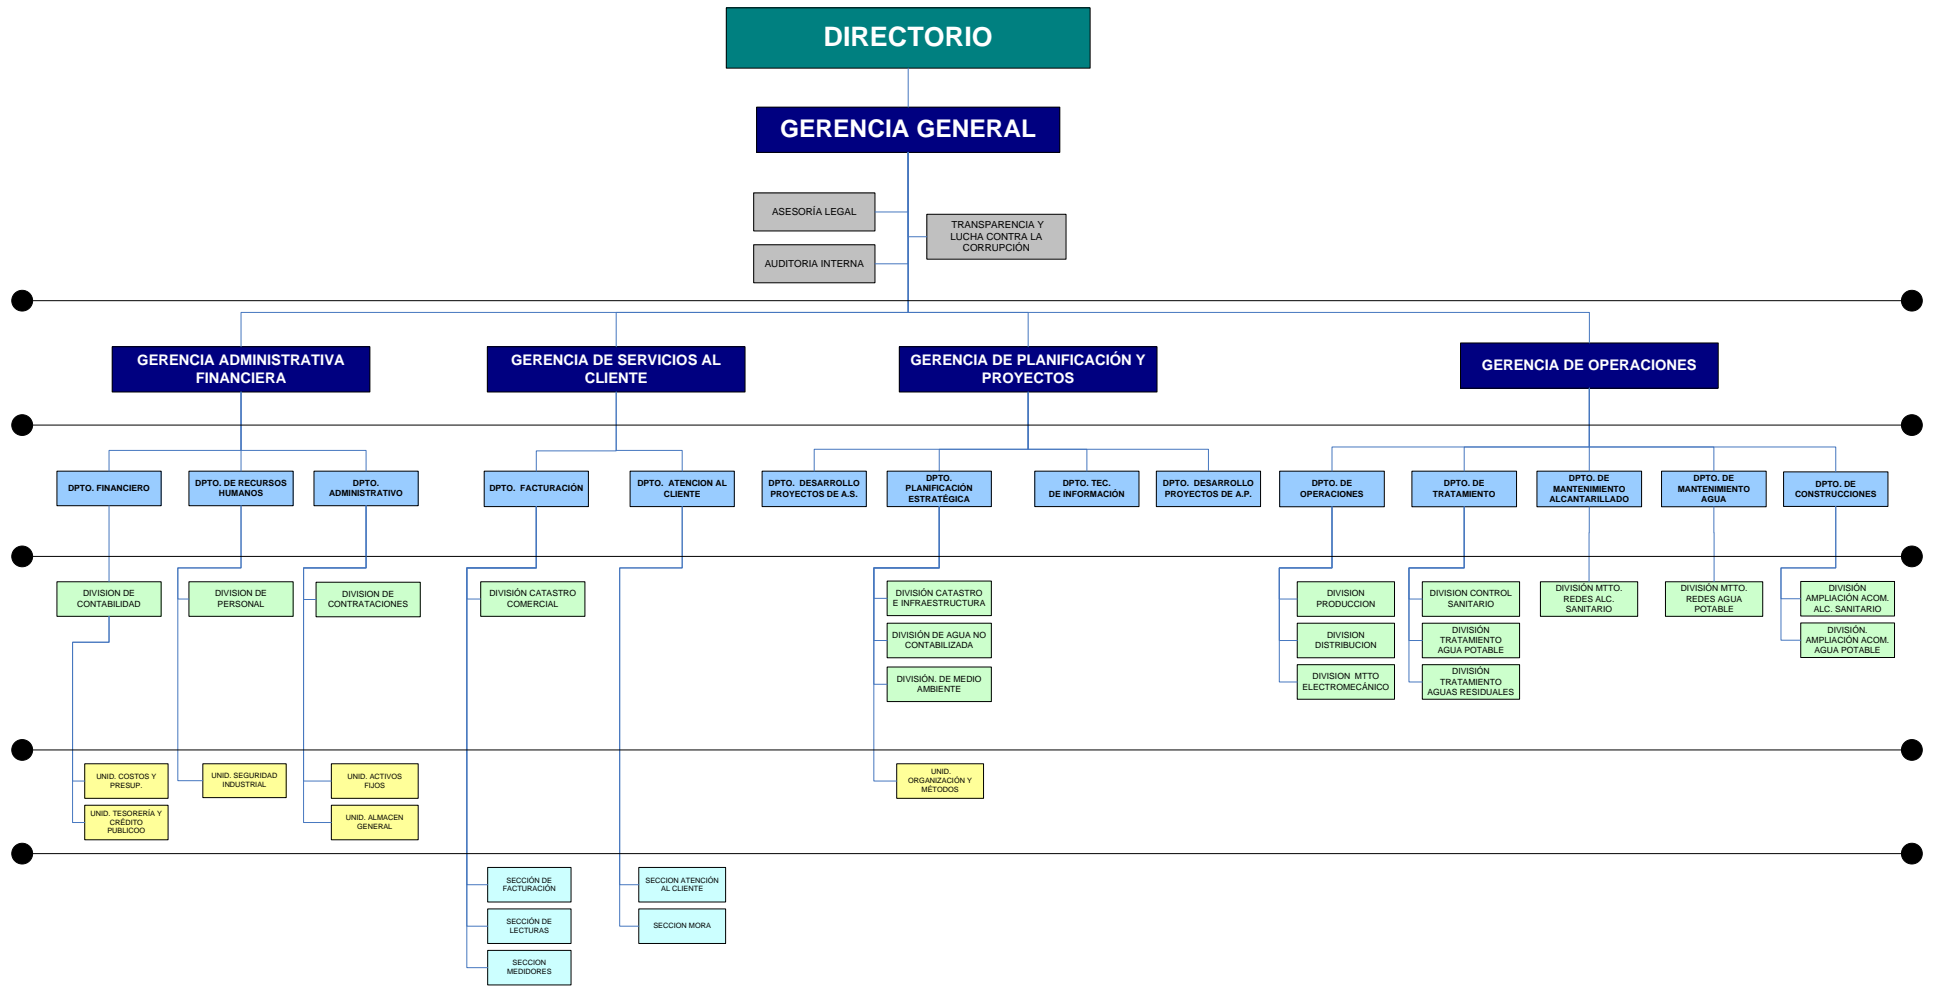 DIRECTORIO
GERENCIA GENERAL
ASESORÍA LEGAL
TRANSPARENCIA Y
LUCHA CONTRA LA
CORRUPCIÓN
AUDITORIA INTERNA
GERENCIA ADMINISTRATIVA
FINANCIERA
GERENCIA DE SERVICIOS AL
CLIENTE
GERENCIA DE PLANIFICACIÓN Y
PROYECTOS
GERENCIA DE OPERACIONES
DPTO. FINANCIERO
DPTO. DE RECURSOS
HUMANOS
DPTO.
ADMINISTRATIVO
DPTO. FACTURACIÓN
DPTO. ATENCION AL
CLIENTE
DPTO. DESARROLLO
PROYECTOS DE A.S.
DPTO.
PLANIFICACIÓN
ESTRATÉGICA
DPTO. TEC.
DE INFORMACIÓN
DPTO. DESARROLLO
PROYECTOS DE A.P.
DPTO. DE
OPERACIONES
DPTO. DE
TRATAMIENTO
DPTO. DE
MANTENIMIENTO
ALCANTARILLADO
DPTO. DE
MANTENIMIENTO
AGUA
DPTO. DE
CONSTRUCCIONES
DIVISION DE
CONTABILIDAD
DIVISION DE
PERSONAL
DIVISION DE
CONTRATACIONES
DIVISIÓN CATASTRO
COMERCIAL
DIVISIÓN CATASTRO
E INFRAESTRUCTURA
DIVISION
PRODUCCION
DIVISION CONTROL
SANITARIO
DIVISIÓN MTTO.
REDES ALC.
SANITARIO
DIVISIÓN MTTO.
REDES AGUA
POTABLE
DIVISIÓN
AMPLIACIÓN ACOM.
ALC. SANITARIO
DIVISIÓN DE AGUA NO
CONTABILIZADA
DIVISION
DISTRIBUCION
DIVISIÓN
TRATAMIENTO
AGUA POTABLE
DIVISIÓN.
AMPLIACIÓN ACOM.
AGUA POTABLE
DIVISIÓN. DE MEDIO
AMBIENTE
DIVISION MTTO
ELECTROMECÁNICO
DIVISIÓN
TRATAMIENTO
AGUAS RESIDUALES
UNID. COSTOS Y
PRESUP.
UNID. SEGURIDAD
INDUSTRIAL
UNID. ACTIVOS
FIJOS
UNID.
ORGANIZACIÓN Y
MÉTODOS
UNID. TESORERÍA Y
CRÉDITO
PUBLICOO
UNID. ALMACEN
GENERAL
SECCIÓN DE
FACTURACIÓN
SECCION ATENCIÓN
AL CLIENTE
SECCIÓN DE
LECTURAS
SECCION MORA
SECCION
MEDIDORES